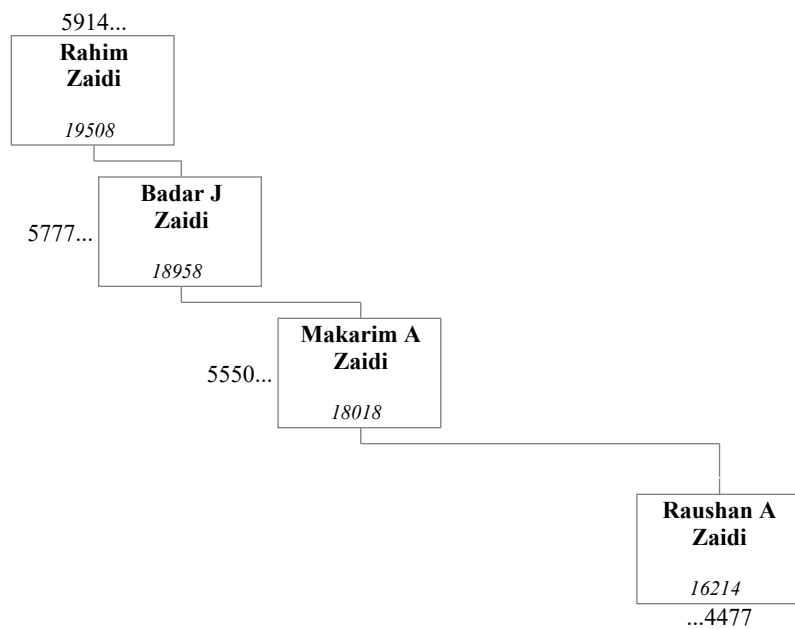 5914...
Rahim
Zaidi
19508
Badar J
Zaidi
5777...
18958
Makarim A
Zaidi
5550...
18018
Raushan A
Zaidi
16214
...4477